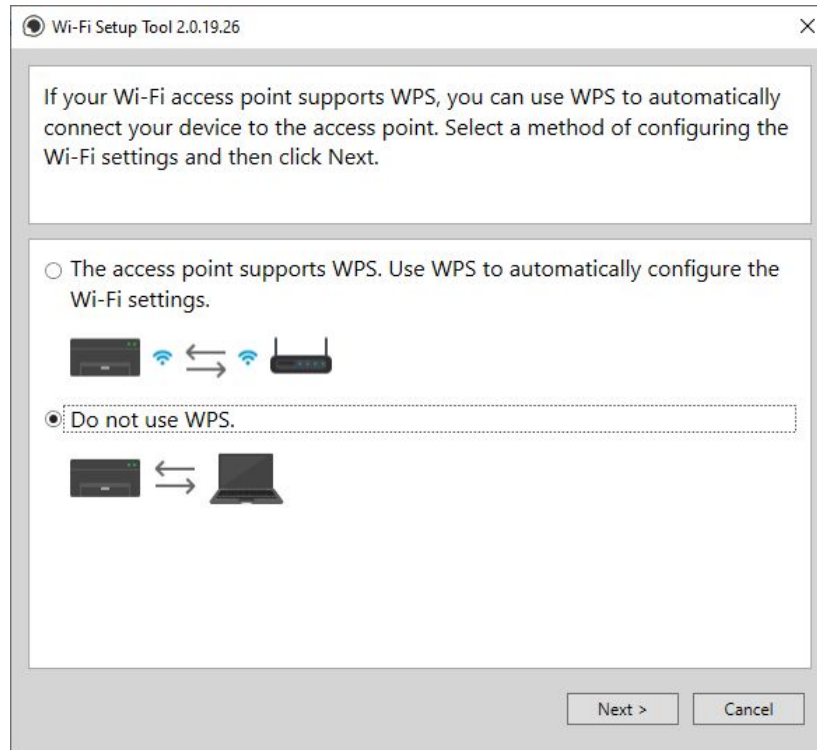 Wi-Fi Setup Tool 2.0.19.26
If your Wi-Fi access point supports WPS, you can use WPS to automatically
connect your device to the access point. Select a method of configuring the
Wi-Fi settings and then click Next.
The access point supports WPS. Use WPS to automatically configure the
Wi-Fi settings.
Do not use WPS.
Next >
Cancel